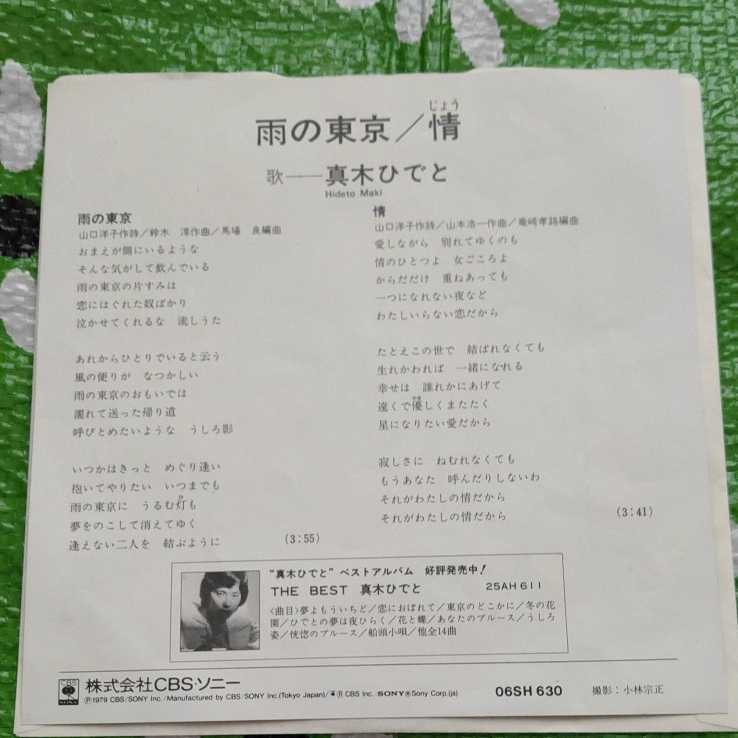 雨の東京／情
じょう
歌──真木ひでと
Hideto Maki
雨の東京
山口洋子作詩／鈴木　淳作曲／馬場　良編曲
おまえが側にいるような
そんな気がして飲んでいる
雨の東京の片すみは
恋にはぐれた奴ばかり
泣かせてくれるな　流しうた
あれからひとりでいると云う
風の便りが　なつかしい
雨の東京のおもいでは
濡れて送った帰り道
呼びとめたいような　うしろ影
いつかはきっと　めぐり逢い
抱いてやりたい　いつまでも
雨の東京に　うるむ灯も
夢をのこして消えてゆく
逢えない二人を　結ぶように
(3:55)
情
山口洋子作詩／山本浩一作曲／竜崎孝路編曲
愛しながら　別れてゆくのも
情のひとつよ　女ごころよ
からだだけ　重ねあっても
一つになれない夜など
わたしいらない恋だから
たとえこの世で　結ばれなくても
生れかわれば　一緒になれる
幸せは　誰れかにあげて
遠くで優しくまたたく
星になりたい愛だから
寂しさに　ねむれなくても
もうあなた　呼んだりしないわ
それがわたしの情だから
それがわたしの情だから
(3:41)
"真木ひでと" ベストアルバム　好評発売中！
THE BEST 真木ひでと　25AH 611
〈曲目〉夢よもういちど／恋におぼれて／東京のどこかに／冬の花
園／ひでとの夢は夜ひらく／花と蝶／あなたのブルース／うしろ
姿／恍惚のブルース／船頭小唄／他全14曲
CBS
SONY
株式会社CBS・ソニー
Ⓟ1979 CBS/SONY Inc./Manufactured by CBS/SONY Inc.(Tokyo Japan)/ ® CBS Inc. SONY® Sony Corp.(ja)
06SH 630
撮影：小林宗正